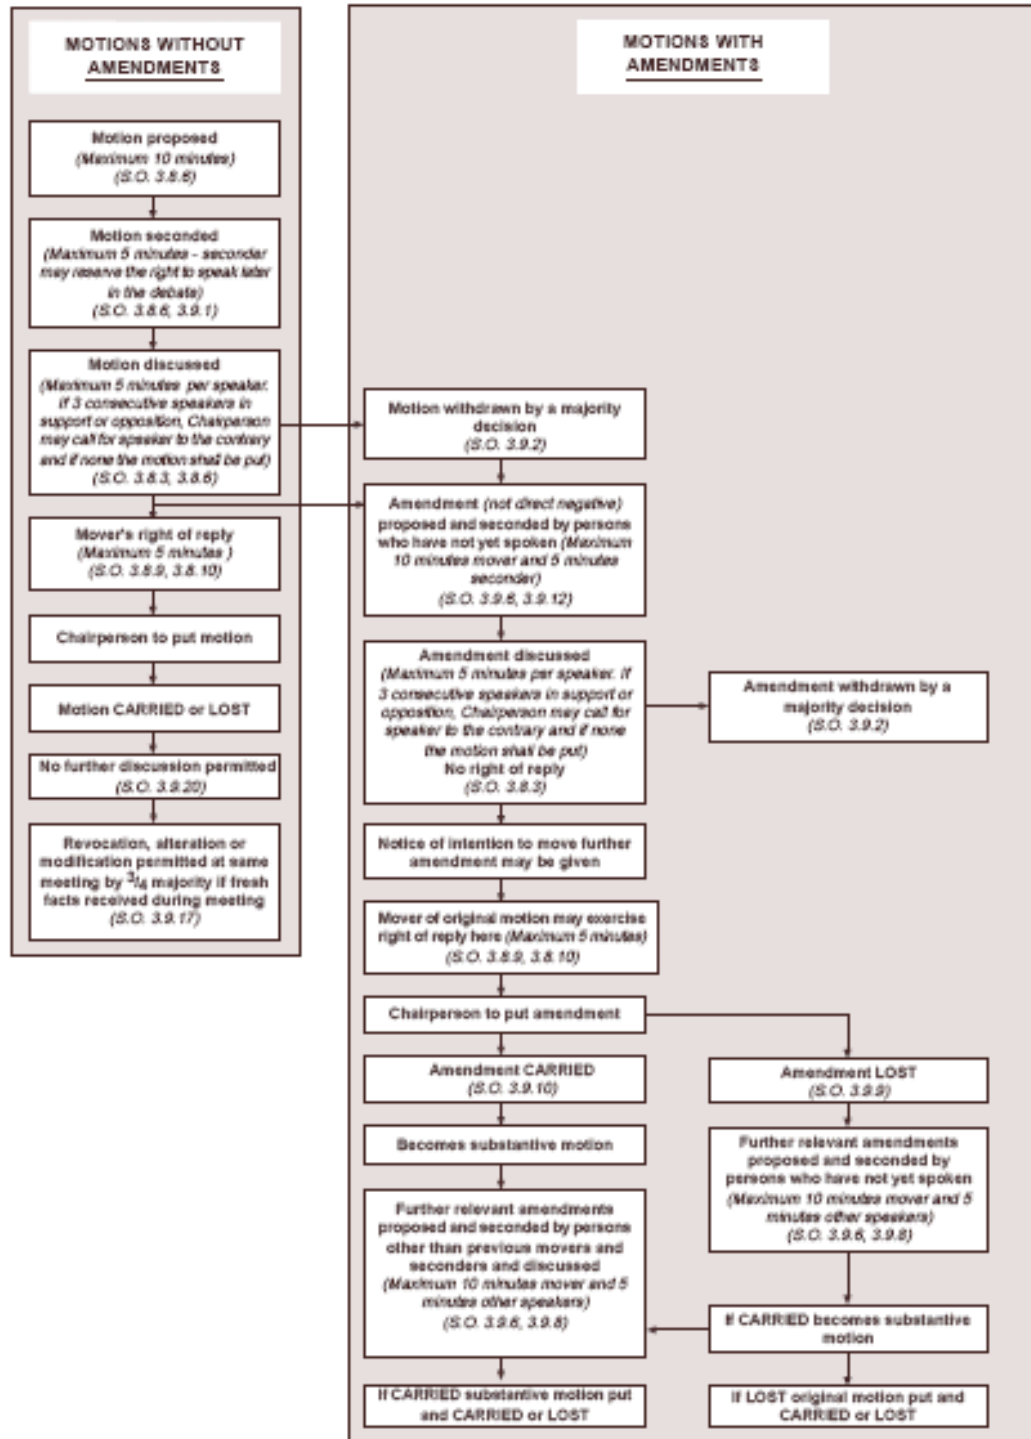 MOTIONS WITHOUT
AMENDMENTS
Motion proposed
(Maximum 10 minutes)
(S.O. 3.8.6)
Motion seconded
(Maximum 5 minutes - seconder
may reserve the right to speak later
in the debate)
(S.O. 3.8.6, 3.9.1)
Motion discussed
(Maximum 5 minutes per speaker.
If 3 consecutive speakers in
support or opposition, Chairperson
may call for speaker to the contrary
and if none the motion shall be put)
(S.O. 3.8.3, 3.8.6)
Mover's right of reply
(Maximum 5 minutes )
(S.O. 3.8.9, 3.8.10)
Chairperson to put motion
Motion CARRIED or LOST
No further discussion permitted
(S.O. 3.9.20)
Revocation, alteration or
modification permitted at same
meeting by 3/4 majority if fresh
facts received during meeting
(S.O. 3.9.17)
MOTIONS WITH
AMENDMENTS
Motion withdrawn by a majority
decision
(S.O. 3.9.2)
Amendment (not direct negative)
proposed and seconded by persons
who have not yet spoken (Maximum
10 minutes mover and 5 minutes
seconder)
(S.O. 3.9.6, 3.9.12)
Amendment discussed
(Maximum 5 minutes per speaker. If
3 consecutive speakers in support or
opposition, Chairperson may call for
speaker to the contrary and if none
the motion shall be put)
No right of reply
(S.O. 3.8.3)
Amendment withdrawn by a
majority decision
(S.O. 3.9.2)
Notice of intention to move further
amendment may be given
Mover of original motion may exercise
right of reply here (Maximum 5 minutes)
(S.O. 3.8.9, 3.8.10)
Chairperson to put amendment
Amendment CARRIED
(S.O. 3.9.10)
Becomes substantive motion
Further relevant amendments
proposed and seconded by persons
other than previous movers and
seconders and discussed
(Maximum 10 minutes mover and 5
minutes other speakers)
(S.O. 3.9.6, 3.9.8)
If CARRIED substantive motion put
and CARRIED or LOST
Amendment LOST
(S.O. 3.9.9)
Further relevant amendments
proposed and seconded by
persons who have not yet spoken
(Maximum 10 minutes mover and 5
minutes other speakers)
(S.O. 3.9.6, 3.9.8)
If CARRIED becomes substantive
motion
If LOST original motion put and
CARRIED or LOST